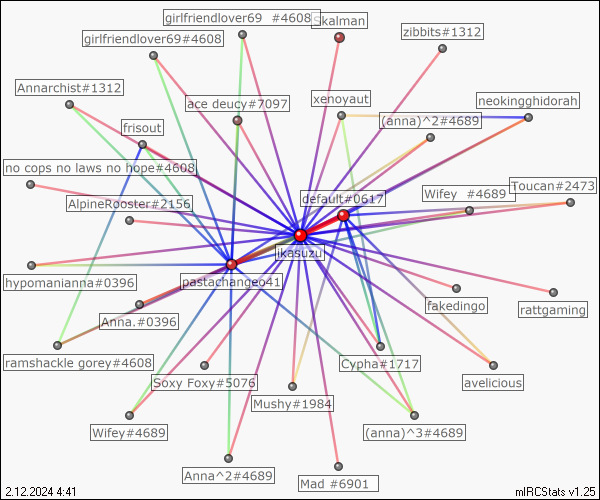 girlfriendlover69 #4608
skalman
zibbits#1312
girlfriendlover69#4608
Annarchist#1312
ace deucy#7097
xenoyaut
neokingghidorah
frisout
(anna)^2#4689
no cops no laws no hope#4608
default#0617
Wifey #4689
Toucan#2473
AlpineRooster#2156
ikasuzu
hypomanianna#0396
pastachangeo41
fakedingo
rattgaming
Anna.#0396
ramshackle gorey#4608
Cypha#1717
Soxy Foxy#5076
avelicious
Mushy#1984
Wifey#4689
(anna)^3#4689
Anna^2#4689
Mad #6901
2.12.2024 4:41
mIRCStats v1.25